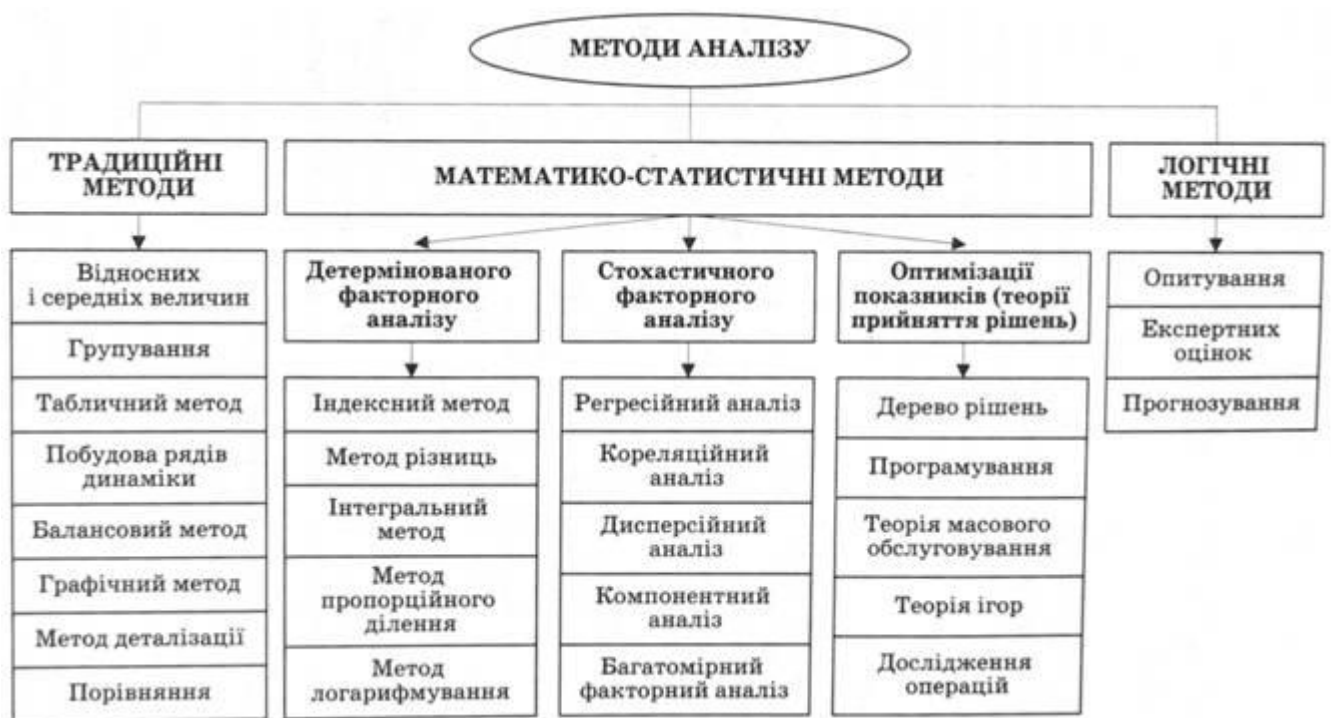 МЕТОДИ АНАЛІЗУ
ТРАДИЦІЙНІ
МЕТОДИ
МАТЕМАТИКО-СТАТИСТИЧНІ МЕТОДИ
ЛОГІЧНІ
МЕТОДИ
Відносних
і середніх величин
Групування
Табличний метод
Побудова рядів
динаміки
Балансовий метод
Графічний метод
Метод деталізації
Порівняння
Детермінованого
факторного
аналізу
Індексний метод
Метод різниць
Інтегральний
метод
Метод
пропорційного
ділення
Метод
логарифмування
Стохастичного
факторного
аналізу
Регресійний аналіз
Кореляційний
аналіз
Дисперсійний
аналіз
Компонентний
аналіз
Багатомірний
факторний аналіз
Оптимізації
показників (теорії
прийняття рішень)
Дерево рішень
Програмування
Теорія масового
обслуговування
Теорія ігор
Дослідження
операцій
Опитування
Експертних
оцінок
Прогнозування